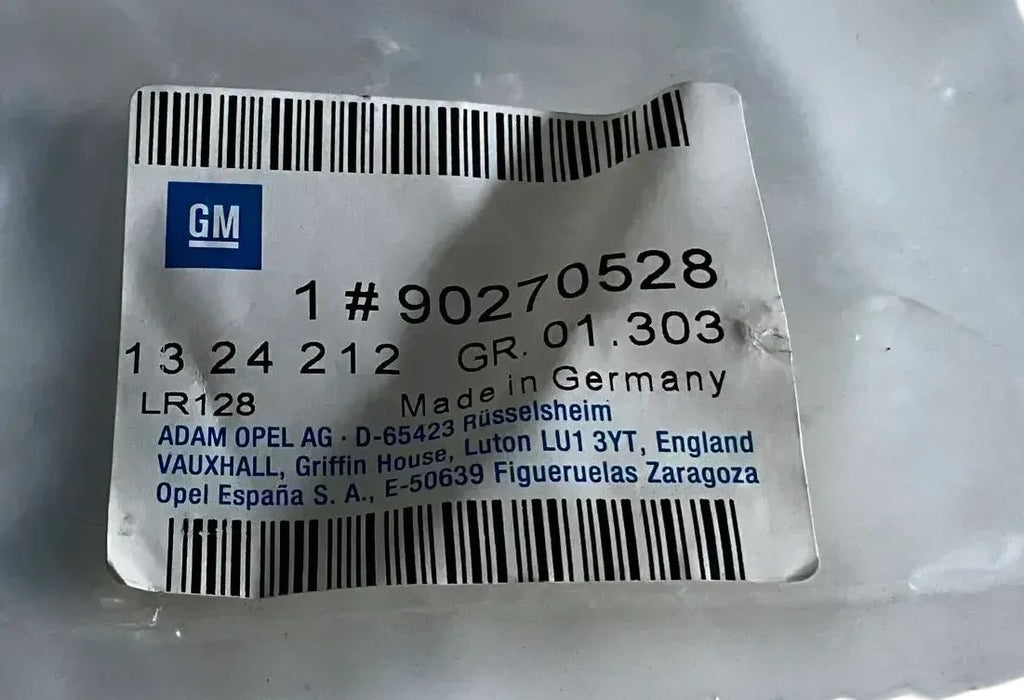 GM
1 # 90270528
13 24 212 GR. 01.303
LR128 Made in Germany
ADAM OPEL AG · D-65423 Rüsselsheim
VAUXHALL, Griffin House, Luton LU1 3YT, England
Opel España S. A., E-50639 Figueruelas Zaragoza